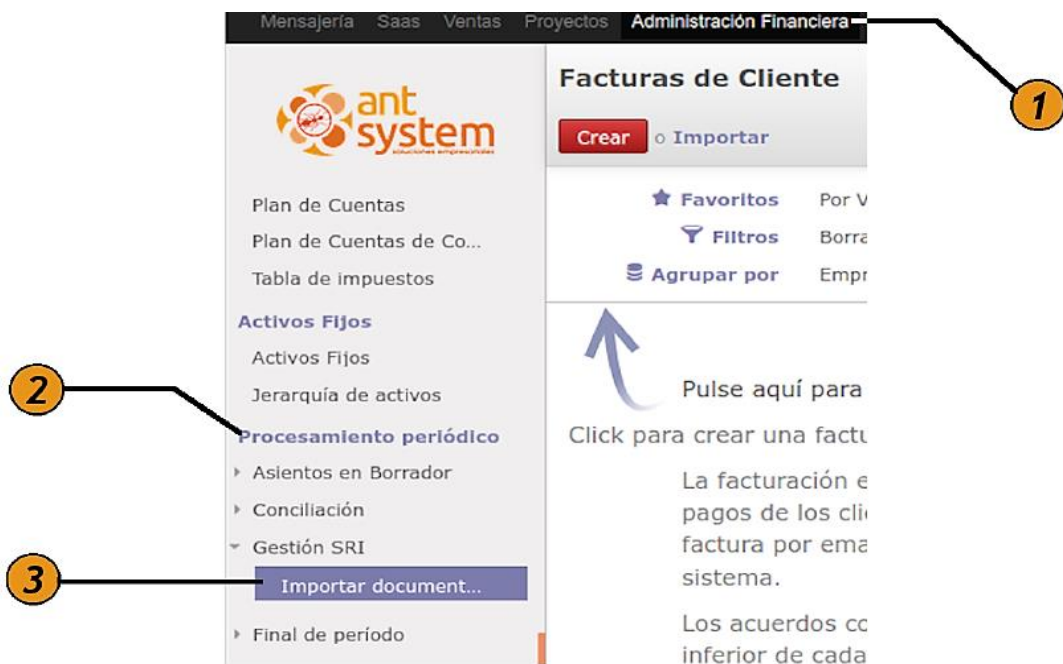 Mensajería Saas Ventas Proyectos Administración Financiera
1
ant
system
soluciones empresariales
Facturas de Cliente
Crear o Importar
Favoritos Por V
Filtros Borra
Agrupar por Empr
Plan de Cuentas
Plan de Cuentas de Co...
Tabla de impuestos
Activos Fijos
Activos Fijos
Jerarquía de activos
2
Procesamiento periódico
Asientos en Borrador
Conciliación
Gestión SRI
3
Importar document...
Final de período
Pulse aquí para
Click para crear una factu
La facturación e
pagos de los clie
factura por ema
sistema.
Los acuerdos co
inferior de cada